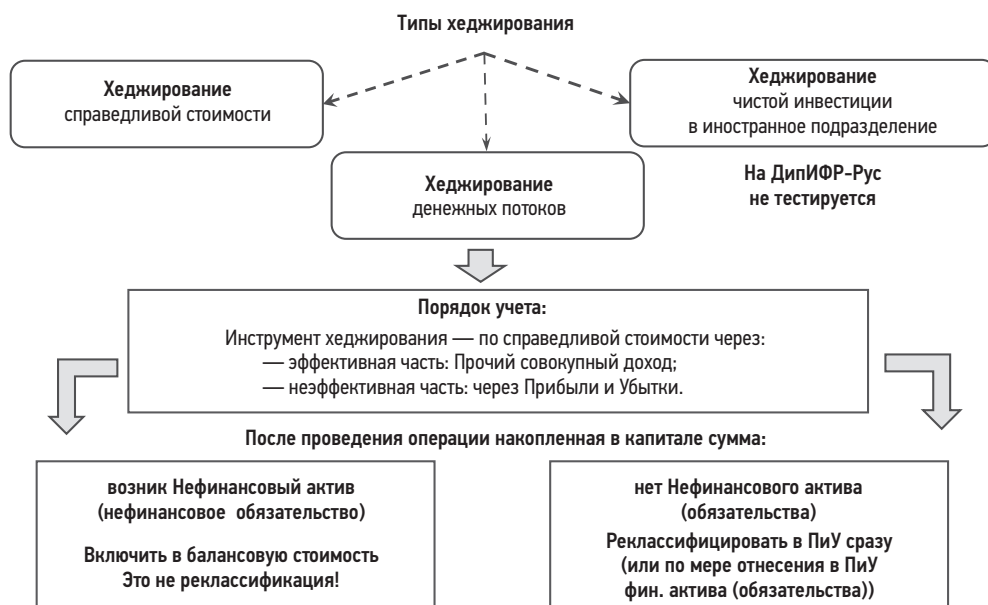 Типы хеджирования
Хеджирование
справедливой стоимости
Хеджирование
чистой инвестиции
в иностранное подразделение
Хеджирование
денежных потоков
На ДипИФР-Рус
не тестируется
Порядок учета:
Инструмент хеджирования — по справедливой стоимости через:
— эффективная часть: Прочий совокупный доход;
— неэффективная часть: через Прибыли и Убытки.
После проведения операции накопленная в капитале сумма:
возник Нефинансовый актив
(нефинансовое обязательство)
Включить в балансовую стоимость
Это не реклассификация!
нет Нефинансового актива
(обязательства)
Реклассифицировать в ПиУ сразу
(или по мере отнесения в ПиУ
фин. актива (обязательства))